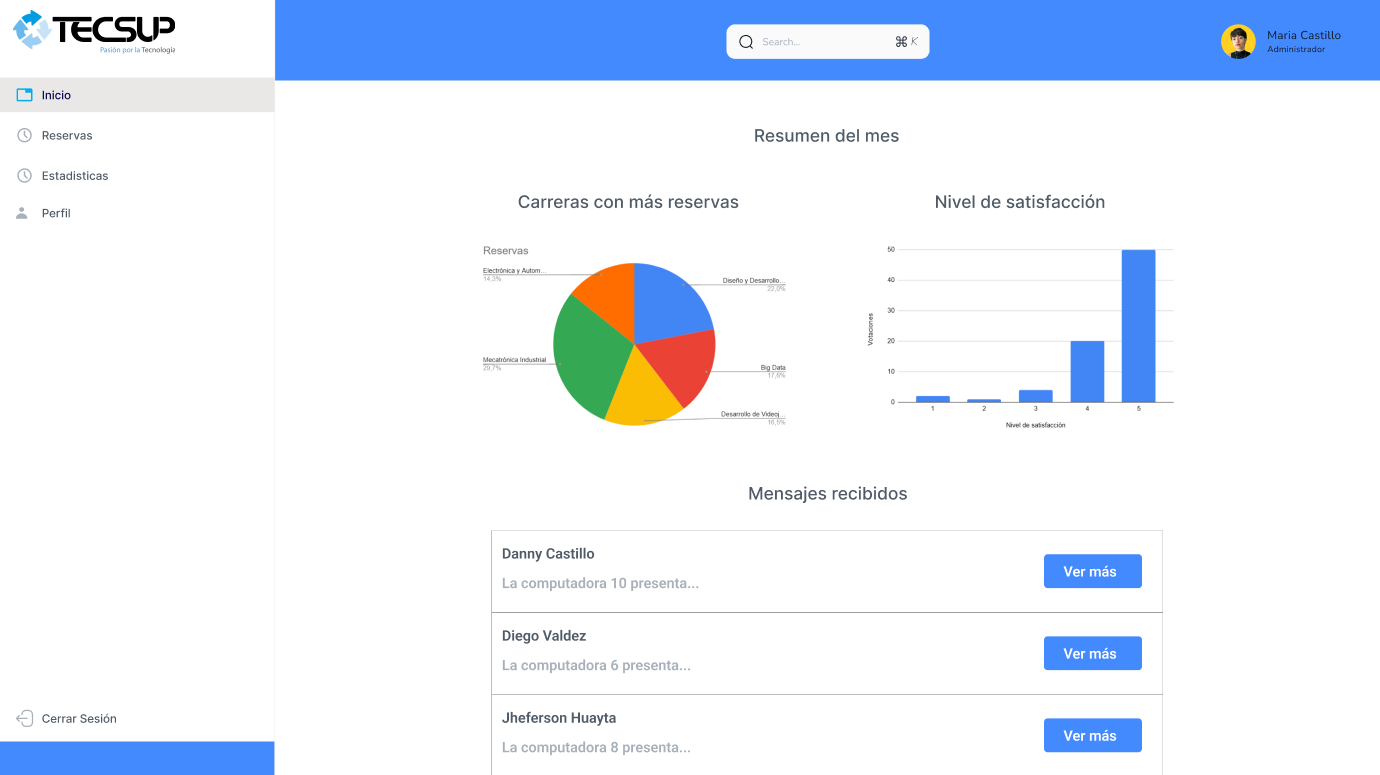 TECSUP
Pasión por la Tecnología
Search...
⌘ K
Maria Castillo
Administrador
Inicio
Reservas
Estadisticas
Perfil
Cerrar Sesión
Resumen del mes
Carreras con más reservas
Reservas
Electrónica y Autom...
14,3%
Diseño y Desarrollo...
22,0%
Mecatrónica Industrial
29,7%
Big Data
17,6%
Desarrollo de Videoj...
16,5%
Nivel de satisfacción
50
40
30
20
10
0
Votaciones
1 2 3 4 5
Nivel de satisfacción
Mensajes recibidos
Danny Castillo
La computadora 10 presenta...
Ver más
Diego Valdez
La computadora 6 presenta...
Ver más
Jheferson Huayta
La computadora 8 presenta...
Ver más